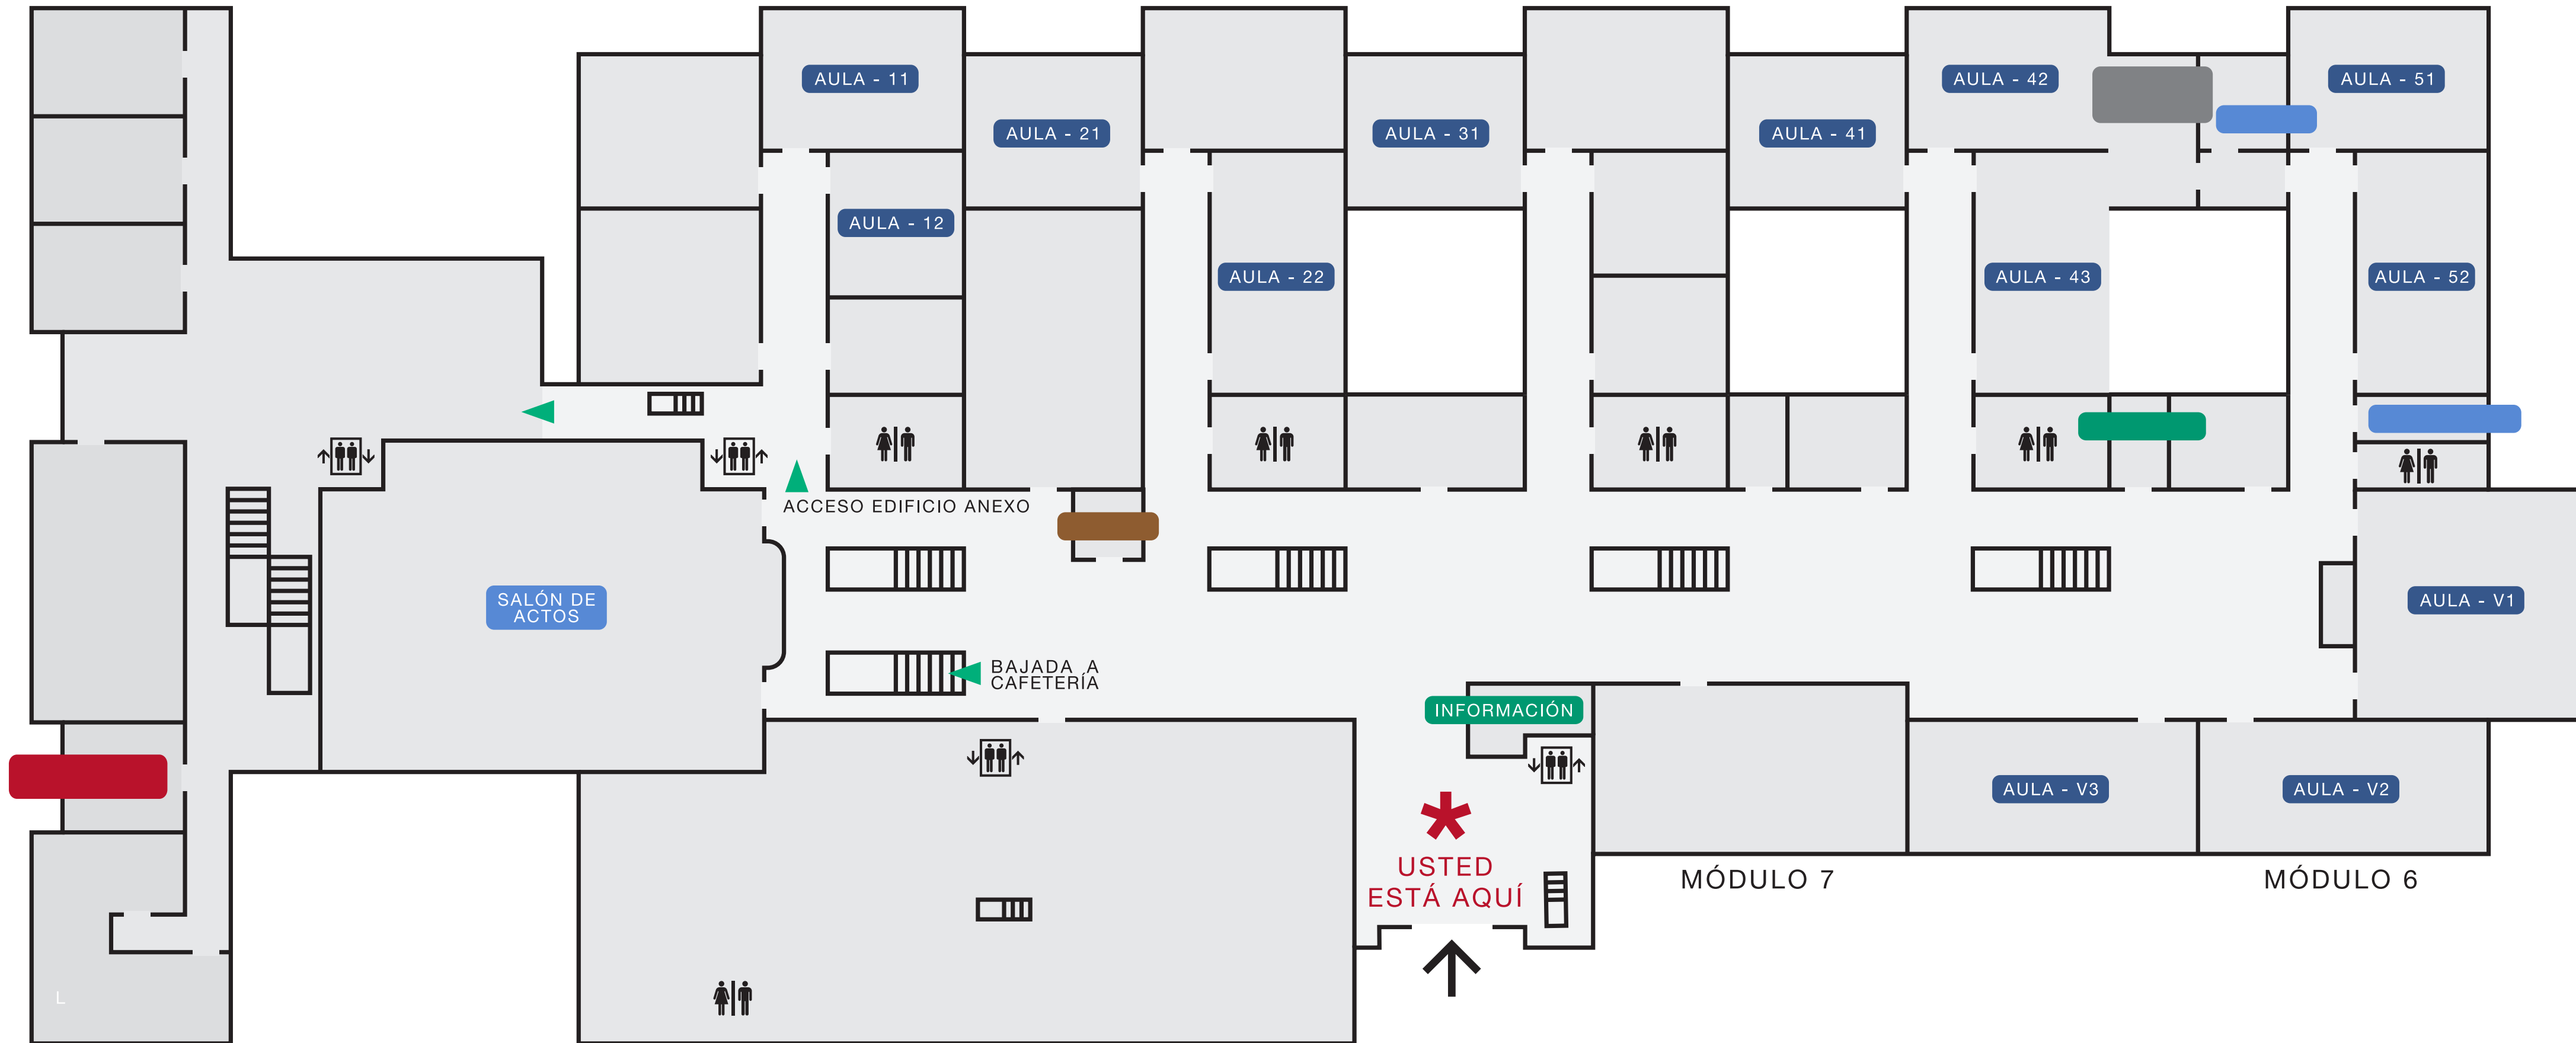 AULA - 11
AULA - 42
AULA - 51
AULA - 21
AULA - 31
AULA - 41
AULA - 12
AULA - 22
AULA - 43
AULA - 52
ACCESO EDIFICIO ANEXO
SALÓN DE
ACTOS
AULA - V1
BAJADA A
CAFETERÍA
INFORMACIÓN
AULA - V3
AULA - V2
USTED
ESTÁ AQUÍ
MÓDULO 7
MÓDULO 6
L